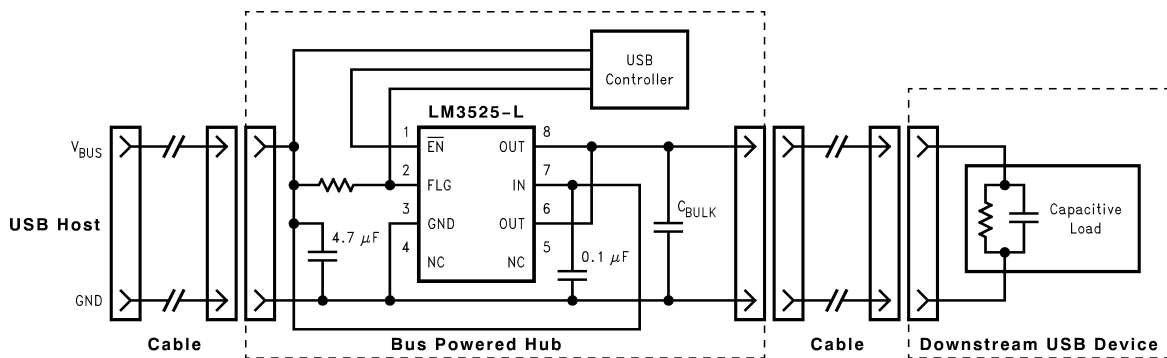 USB
Controller
LM3525-L
1
8
V_BUS
E̅N̅
OUT
2
7
FLG
IN
3
6
USB Host
GND
OUT
C_BULK
Capacitive
Load
4.7 µF
4
5
0.1 µF
NC
NC
GND
Cable
Bus Powered Hub
Cable
Downstream USB Device